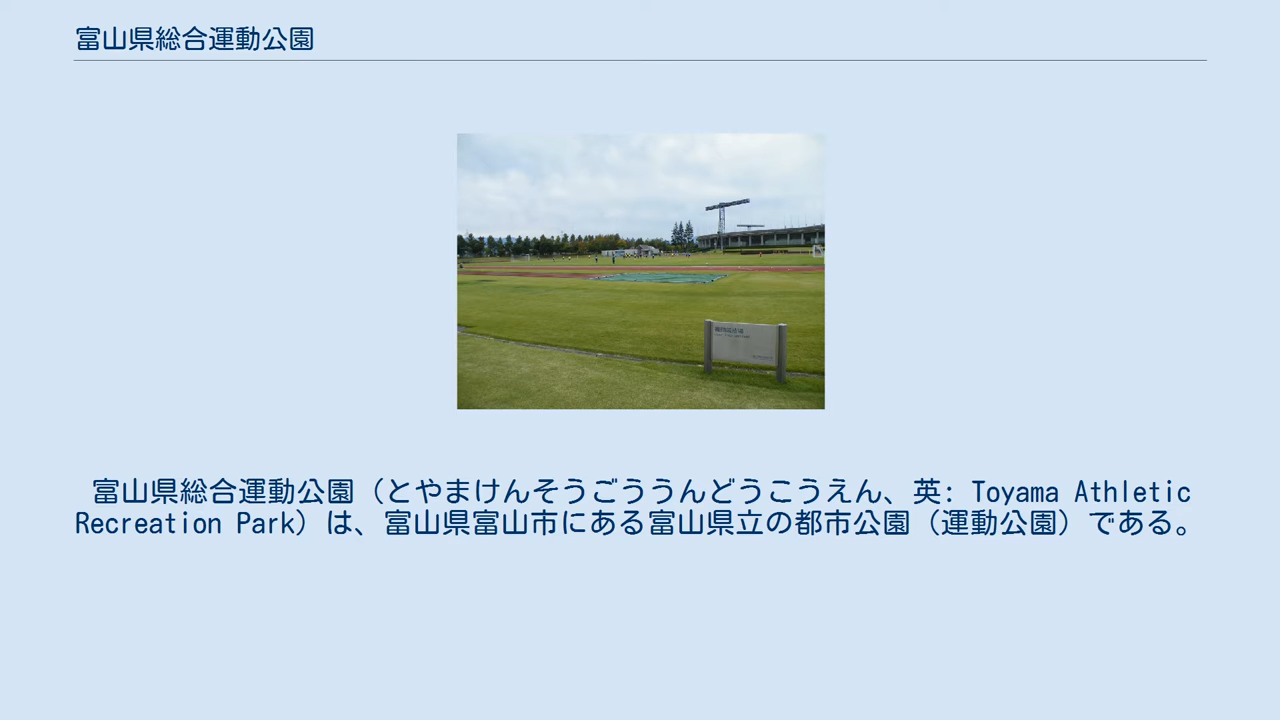 富山県総合運動公園
富山県総合運動公園（とやまけんそうごううんどうこうえん、英: Toyama Athletic
Recreation Park）は、富山県富山市にある富山県立の都市公園（運動公園）である。